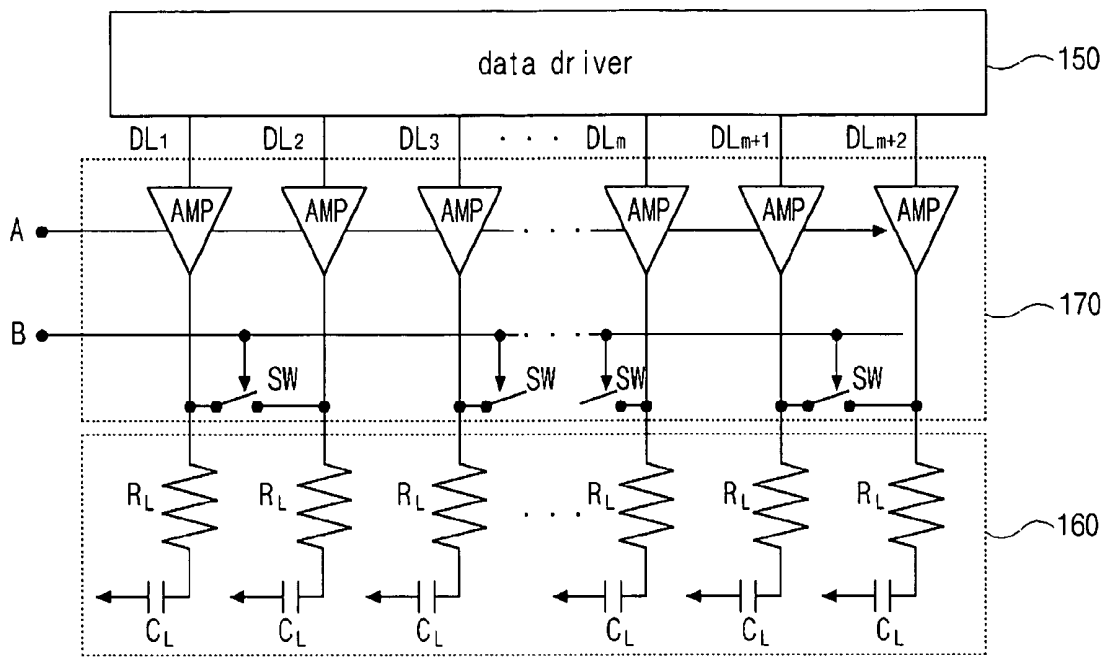 data driver
150
DL1 DL2 DL3 · · · DLm DLm+1 DLm+2
AMP AMP AMP AMP AMP AMP
A · · ·
170
B · · ·
SW SW SW SW
RL RL RL · · · RL RL RL
160
CL CL CL CL CL CL